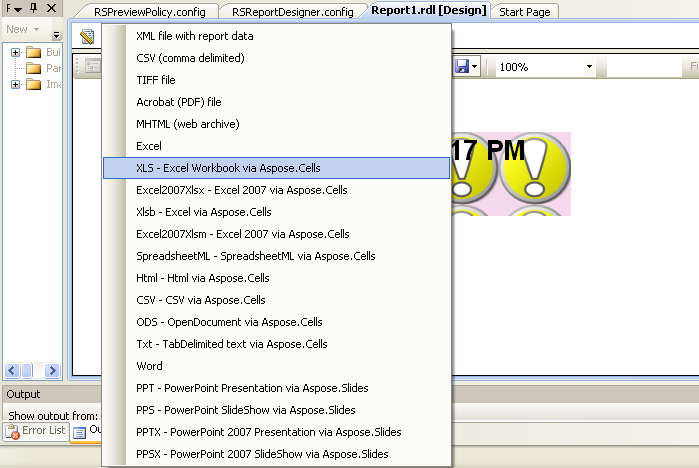 F
RSPreviewPolicy.config
RSReportDesigner.config
Report1.rdl [Design]
Start Page
New
XML file with report data
CSV (comma delimited)
TIFF file
Acrobat (PDF) file
MHTML (web archive)
Excel
XLS - Excel Workbook via Aspose.Cells
Excel2007Xlsx - Excel 2007 via Aspose.Cells
Xlsb - Excel via Aspose.Cells
Excel2007Xlsm - Excel 2007 via Aspose.Cells
SpreadsheetML - SpreadsheetML via Aspose.Cells
Html - Html via Aspose.Cells
CSV - CSV via Aspose.Cells
ODS - OpenDocument via Aspose.Cells
Txt - TabDelimited text via Aspose.Cells
Word
PPT - PowerPoint Presentation via Aspose.Slides
PPS - PowerPoint SlideShow via Aspose.Slides
PPTX - PowerPoint 2007 Presentation via Aspose.Slides
PPSX - PowerPoint 2007 SlideShow via Aspose.Slides
100%
Fi
17 PM
Bui
Par
Ima
Output
Show output from:
Error List
Ou